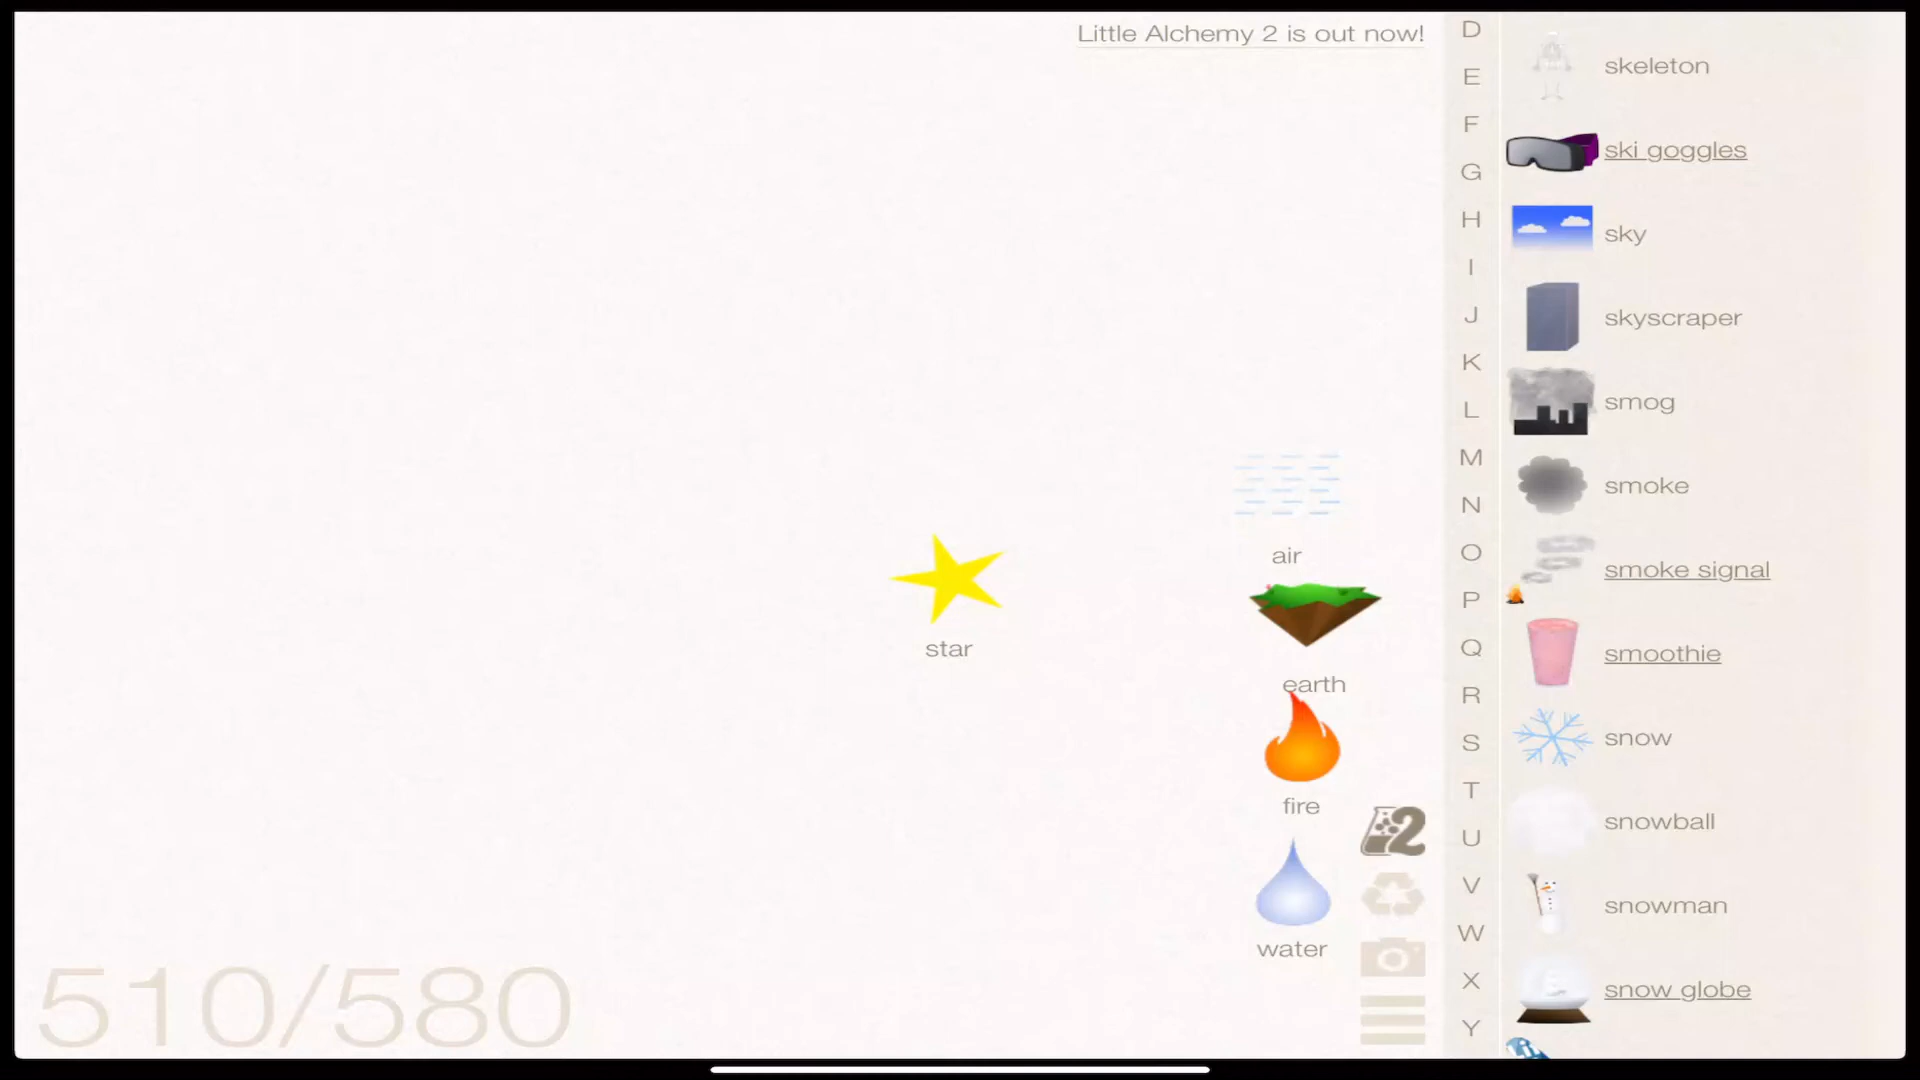 Little Alchemy 2 is out now!
air
star
earth
fire
water
2
510/580
D
E
F
G
H
I
J
K
L
M
N
O
P
Q
R
S
T
U
V
W
X
Y
skeleton
ski goggles
sky
skyscraper
smog
smoke
smoke signal
smoothie
snow
snowball
snowman
snow globe